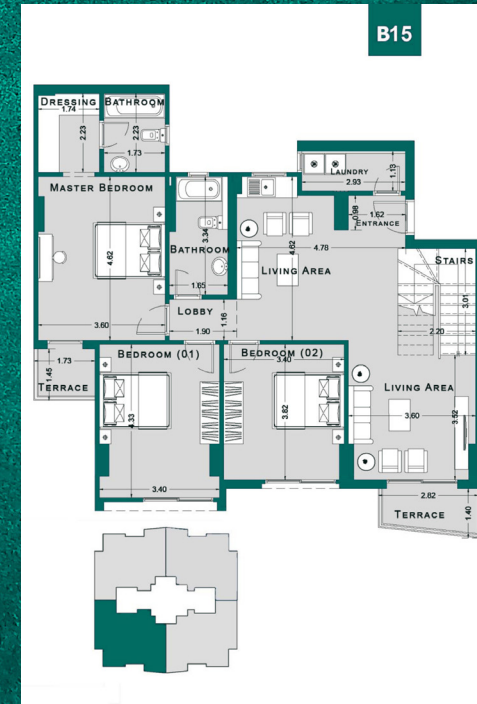 B15
DRESSING
1.74
2.23
BATHROOM
2.23
1.73
LAUNDRY
2.93
1.13
MASTER BEDROOM
4.62
3.60
BATHROOM
3.34
1.65
0.98
1.62
ENTRANCE
4.62
4.78
LIVING AREA
STAIRS
3.01
2.20
LOBBY
1.90
1.16
1.73
1.45
TERRACE
BEDROOM (01)
4.33
3.40
BEDROOM (02)
3.40
3.82
LIVING AREA
3.60
3.52
2.82
TERRACE
1.40